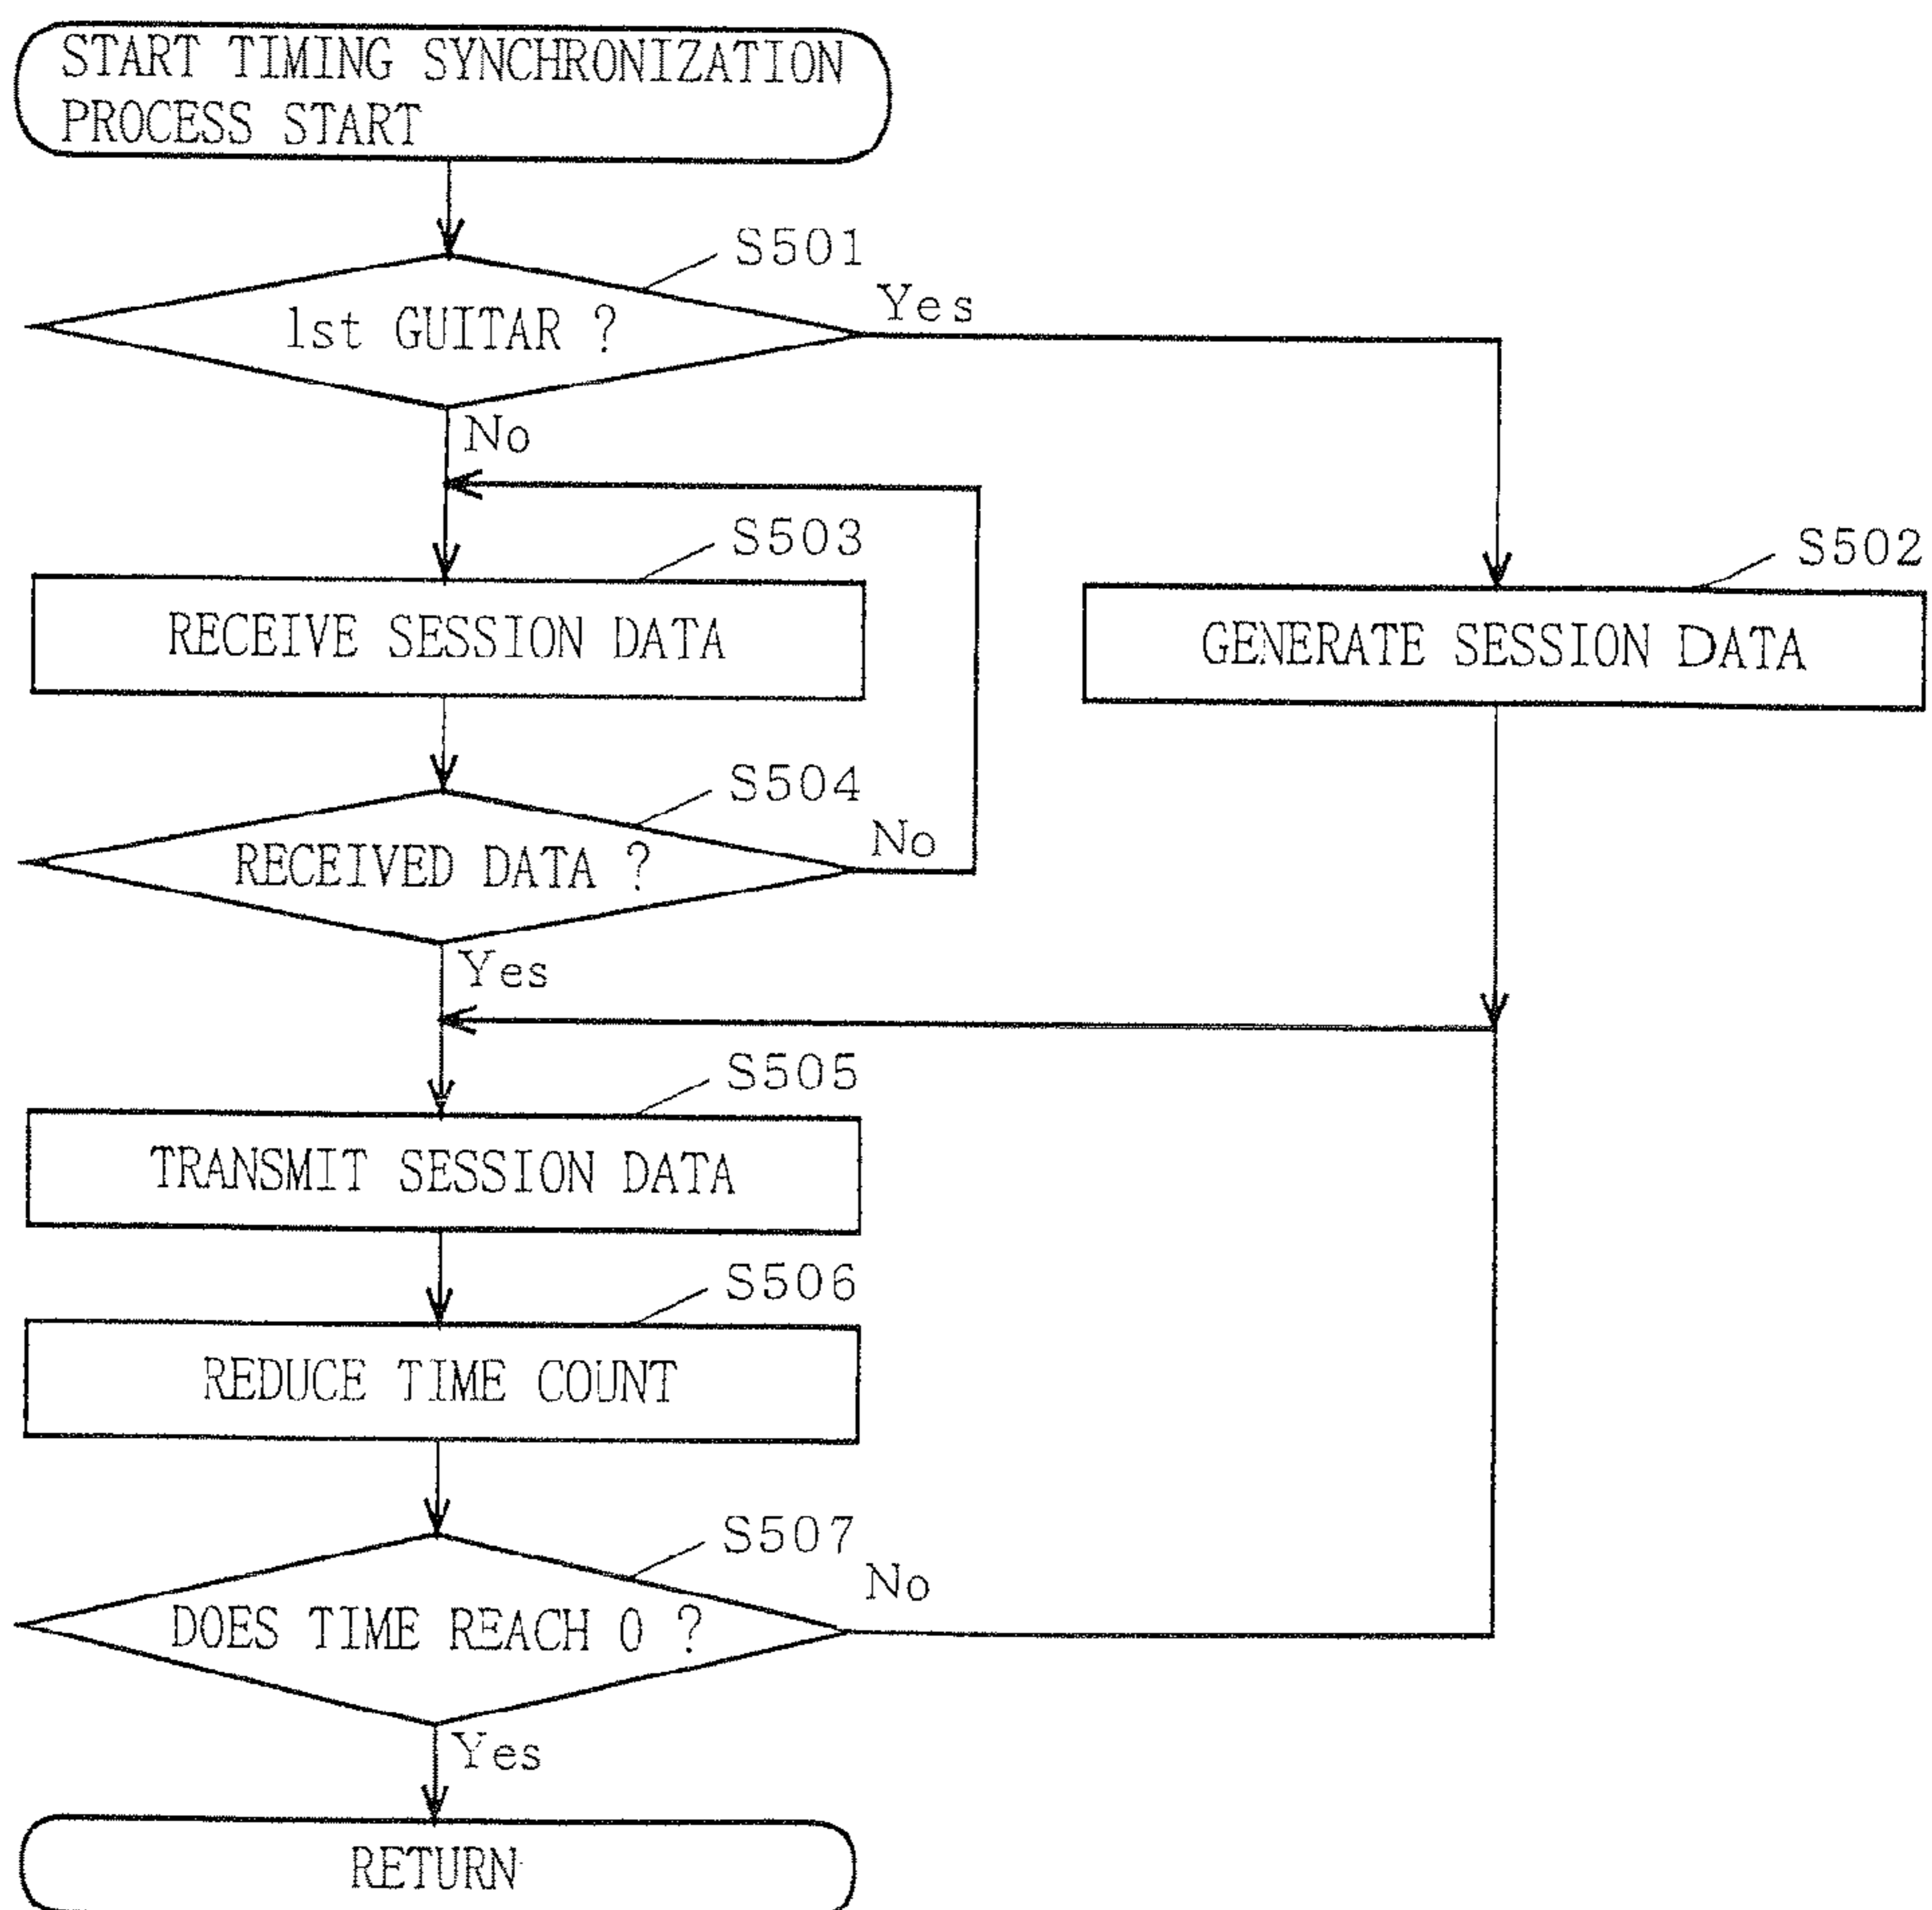 START TIMING SYNCHRONIZATION
PROCESS START
S501
1st GUITAR ?
Yes
No
S503
RECEIVE SESSION DATA
S502
GENERATE SESSION DATA
S504
RECEIVED DATA ?
No
Yes
S505
TRANSMIT SESSION DATA
S506
REDUCE TIME COUNT
S507
DOES TIME REACH 0 ?
No
Yes
RETURN